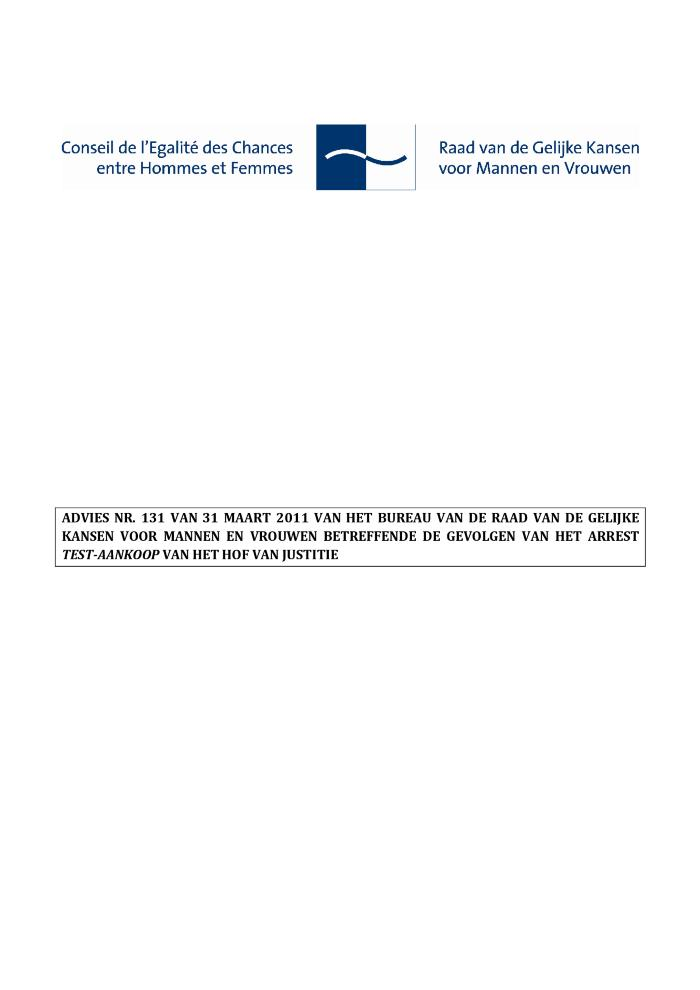 Conseil de l'Egalité des Chances
entre Hommes et Femmes
Raad van de Gelijke Kansen
voor Mannen en Vrouwen
ADVIES NR. 131 VAN 31 MAART 2011 VAN HET BUREAU VAN DE RAAD VAN DE GELIJKE
KANSEN VOOR MANNEN EN VROUWEN BETREFFENDE DE GEVOLGEN VAN HET ARREST
TEST-AANKOOP VAN HET HOF VAN JUSTITIE